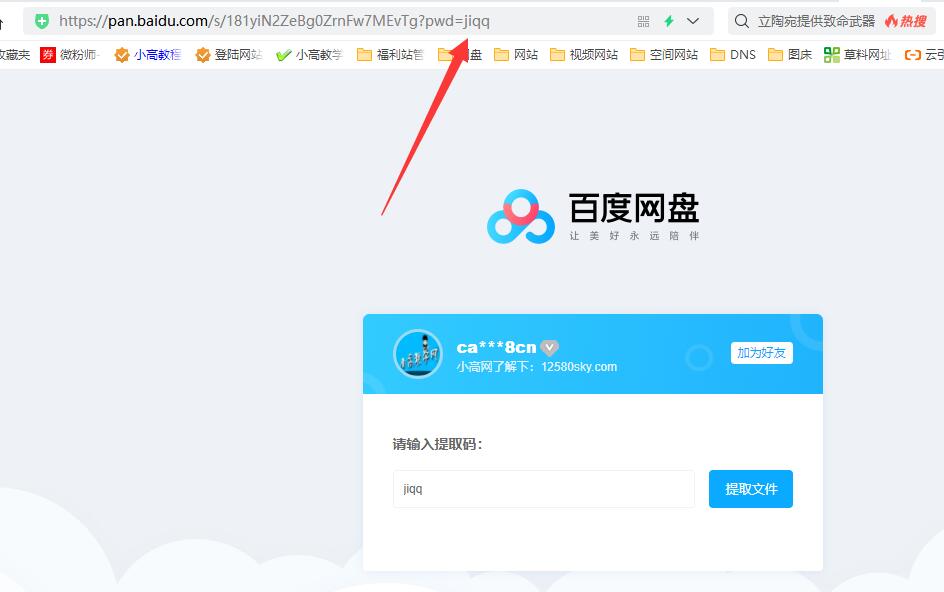 https://pan.baidu.com/s/181yiN2ZeBg0ZrnFw7MEvTg?pwd=jiqq
立陶宛提供致命武器 热搜
收藏夹 券 微粉师- 小高教程 登陆网站 小高教学 福利站管 盘 网站 视频网站 空间网站 DNS 图床 草料网址 云引
百度网盘
让美好永远陪伴
ca***8cn
加为好友
小高网了解下:12580sky.com
请输入提取码:
jiqq 提取文件